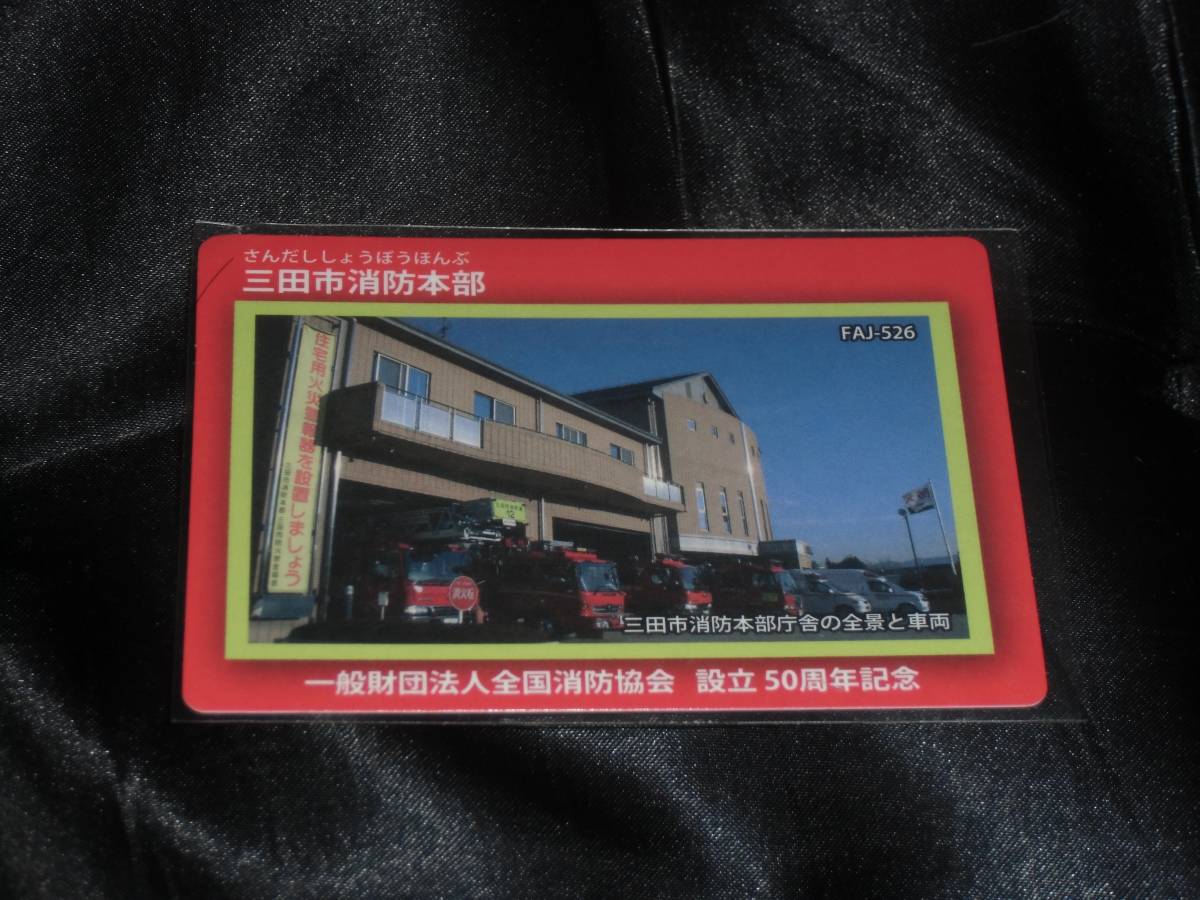 さんだししょうぼうほんぶ
三田市消防本部
FAJ-526
住宅用火災警報器を設置しましょう
三田市消防本部庁舎の全景と車両
一般財団法人全国消防協会 設立 50周年記念